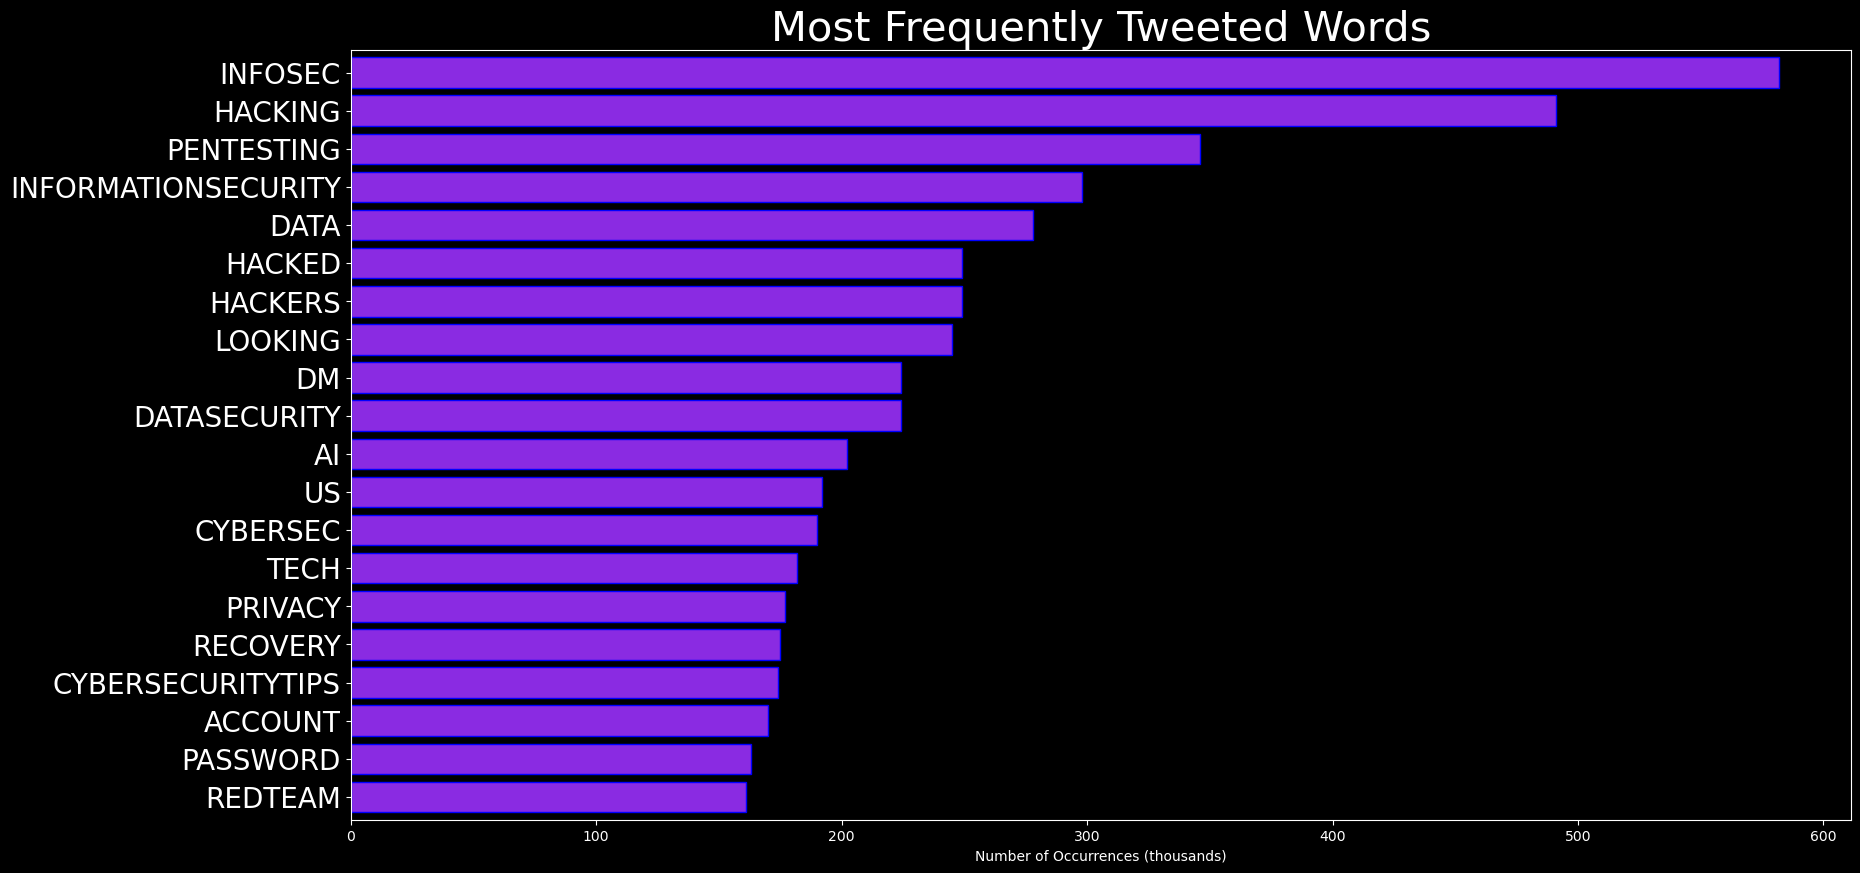 Most Frequently Tweeted Words
INFOSEC
HACKING
PENTESTING
INFORMATIONSECURITY
DATA
HACKED
HACKERS
LOOKING
DM
DATASECURITY
AI
US
CYBERSEC
TECH
PRIVACY
RECOVERY
CYBERSECURITYTIPS
ACCOUNT
PASSWORD
REDTEAM
0 100 200 300 400 500 600
Number of Occurrences (thousands)